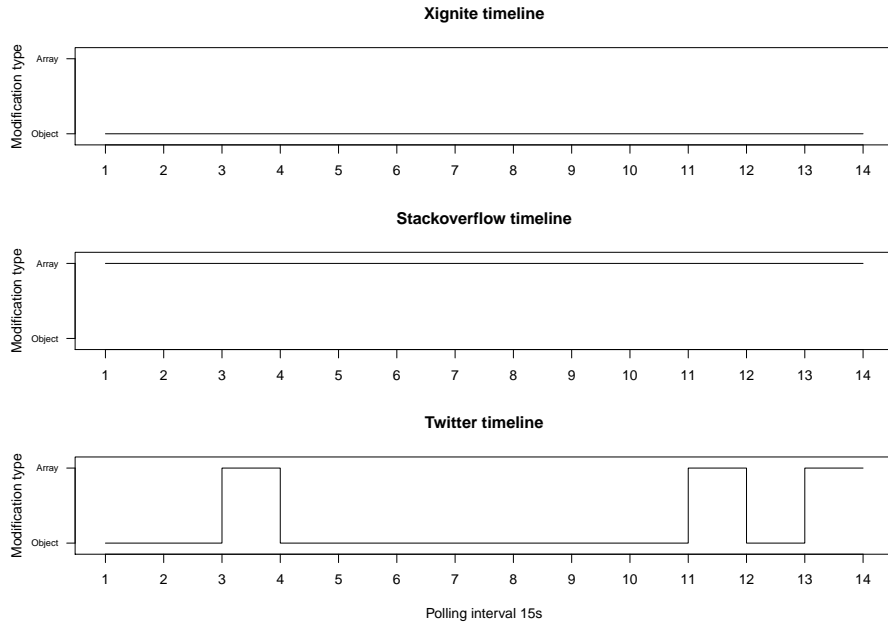 Xignite timeline
Modification type
Array
Object
1 2 3 4 5 6 7 8 9 10 11 12 13 14
Stackoverflow timeline
Modification type
Array
Object
1 2 3 4 5 6 7 8 9 10 11 12 13 14
Twitter timeline
Modification type
Array
Object
1 2 3 4 5 6 7 8 9 10 11 12 13 14
Polling interval 15s